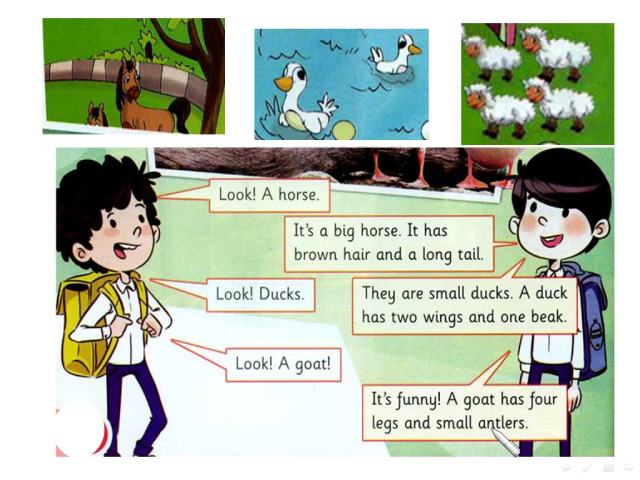 Look! A horse.
It's a big horse. It has
brown hair and a long tail.
Look! Ducks.
They are small ducks. A duck
has two wings and one beak.
Look! A goat!
It's funny! A goat has four
legs and small antlers.